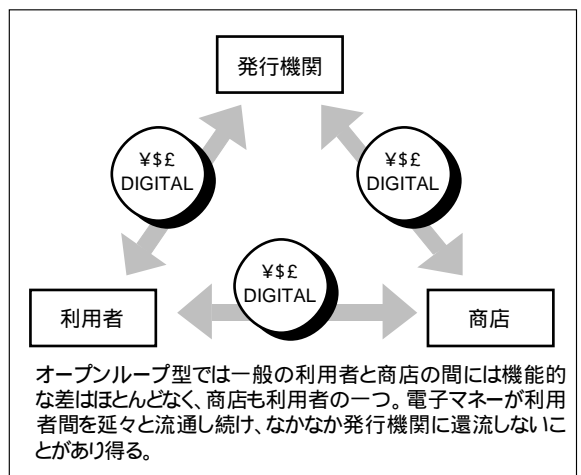 発行機関
¥$£
DIGITAL
¥$£
DIGITAL
¥$£
DIGITAL
利用者
商店
オープンループ型では一般の利用者と商店の間には機能的
な差はほとんどなく、商店も利用者の一つ。電子マネーが利用
者間を延々と流通し続け、なかなか発行機関に還流しないこ
とがあり得る。